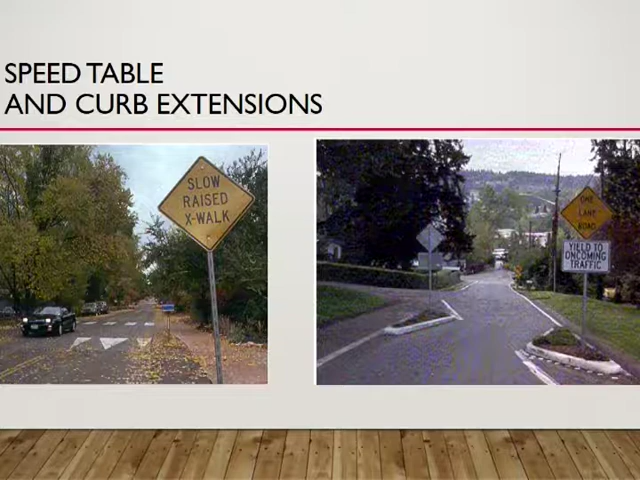 SPEED TABLE
AND CURB EXTENSIONS
SLOW
RAISED
X-WALK
ONE
LANE
ROAD
YIELD TO
ONCOMING
TRAFFIC